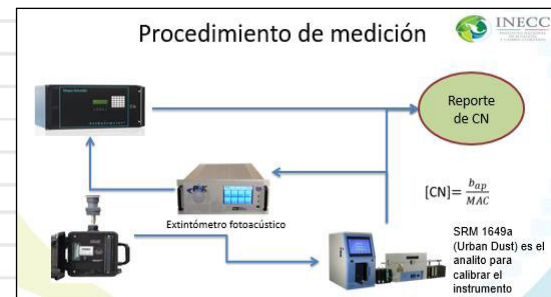 Procedimiento de medición
INECC
Reporte
de CN
Extintómetro fotoacústico
[CN]= b_ap / MAC
SRM 1649a
(Urban Dust) es el
analito para
calibrar el
instrumento